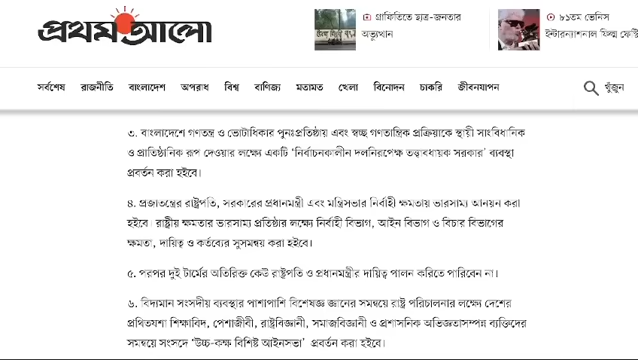 প্রথম আলো
গ্রাফিতিতে ছাত্র-জনতার
অভ্যুত্থান
৮১তম ভেনিস
ইন্টারন্যাশনাল ফিল্ম ফেস্টি
সর্বশেষ রাজনীতি বাংলাদেশ অপরাধ বিশ্ব বাণিজ্য মতামত খেলা বিনোদন চাকরি জীবনযাপন খুঁজুন
৩. বাংলাদেশে গণতন্ত্র ও ভোটাধিকার পুনঃপ্রতিষ্ঠায় এবং স্বচ্ছ গণতান্ত্রিক প্রক্রিয়াকে স্থায়ী সাংবিধানিক
ও প্রাতিষ্ঠানিক রূপ দেওয়ার লক্ষ্যে একটি ‘নির্বাচনকালীন দলনিরপেক্ষ তত্ত্বাবধায়ক সরকার’ ব্যবস্থা
প্রবর্তন করা হইবে।
৪. প্রজাতন্ত্রের রাষ্ট্রপতি, সরকারের প্রধানমন্ত্রী এবং মন্ত্রিসভার নির্বাহী ক্ষমতায় ভারসাম্য আনয়ন করা
হইবে। রাষ্ট্রীয় ক্ষমতার ভারসাম্য প্রতিষ্ঠার লক্ষ্যে নির্বাহী বিভাগ, আইন বিভাগ ও বিচার বিভাগের
ক্ষমতা, দায়িত্ব ও কর্তব্যের সুসমন্বয় করা হইবে।
৫. পরপর দুই টার্মের অতিরিক্ত কেউ রাষ্ট্রপতি ও প্রধানমন্ত্রীর দায়িত্ব পালন করিতে পারিবেন না।
৬. বিদ্যমান সংসদীয় ব্যবস্থার পাশাপাশি বিশেষজ্ঞ জ্ঞানের সমন্বয়ে রাষ্ট্র পরিচালনার লক্ষ্যে দেশের
প্রথিতযশা শিক্ষাবিদ, পেশাজীবী, রাষ্ট্রবিজ্ঞানী, সমাজবিজ্ঞানী ও প্রশাসনিক অভিজ্ঞতাসম্পন্ন ব্যক্তিদের
সমন্বয়ে সংসদে ‘উচ্চ-কক্ষ বিশিষ্ট আইনসভা’ প্রবর্তন করা হইবে।